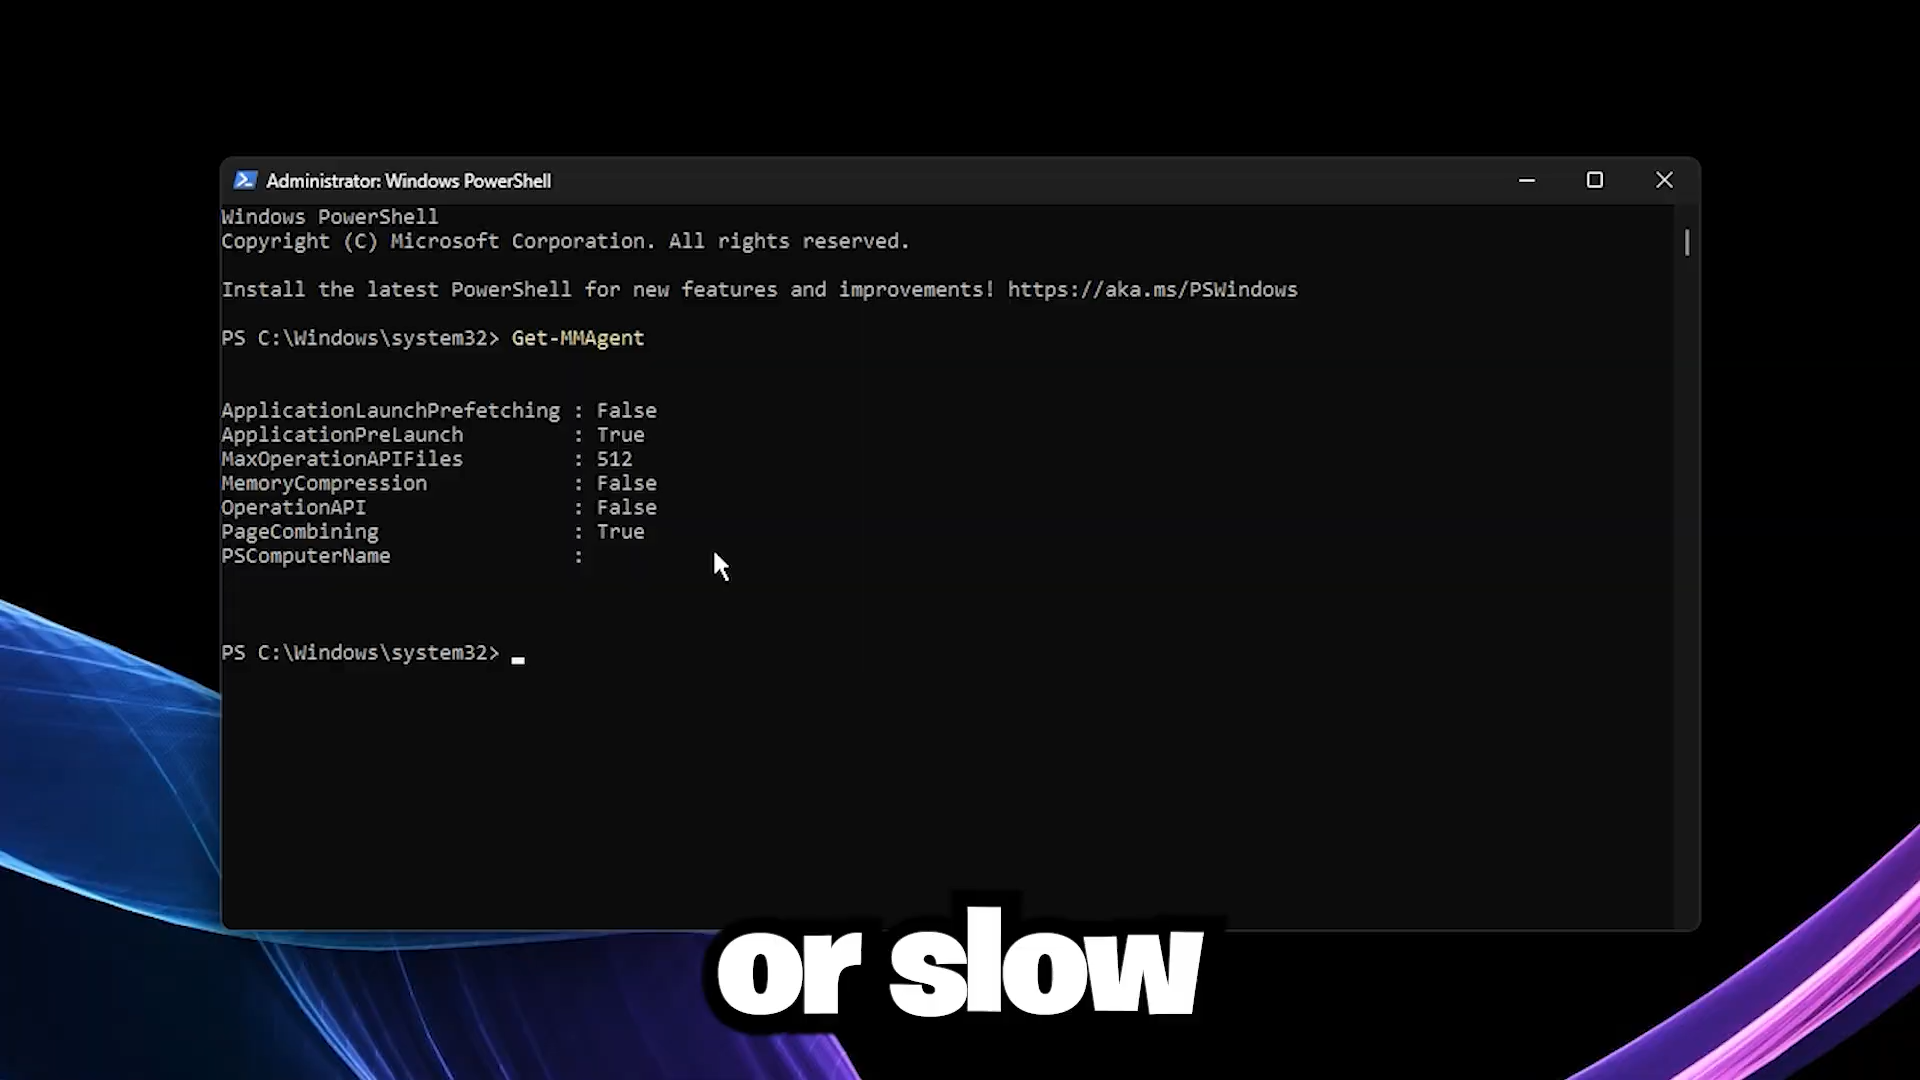 Administrator: Windows PowerShell
Windows PowerShell
Copyright (C) Microsoft Corporation. All rights reserved.
Install the latest PowerShell for new features and improvements! https://aka.ms/PSWindows
PS C:\Windows\system32> Get-MMAgent
ApplicationLaunchPrefetching : False
ApplicationPreLaunch : True
MaxOperationAPIFiles : 512
MemoryCompression : False
OperationAPI : False
PageCombining : True
PSComputerName :
PS C:\Windows\system32>
or slow